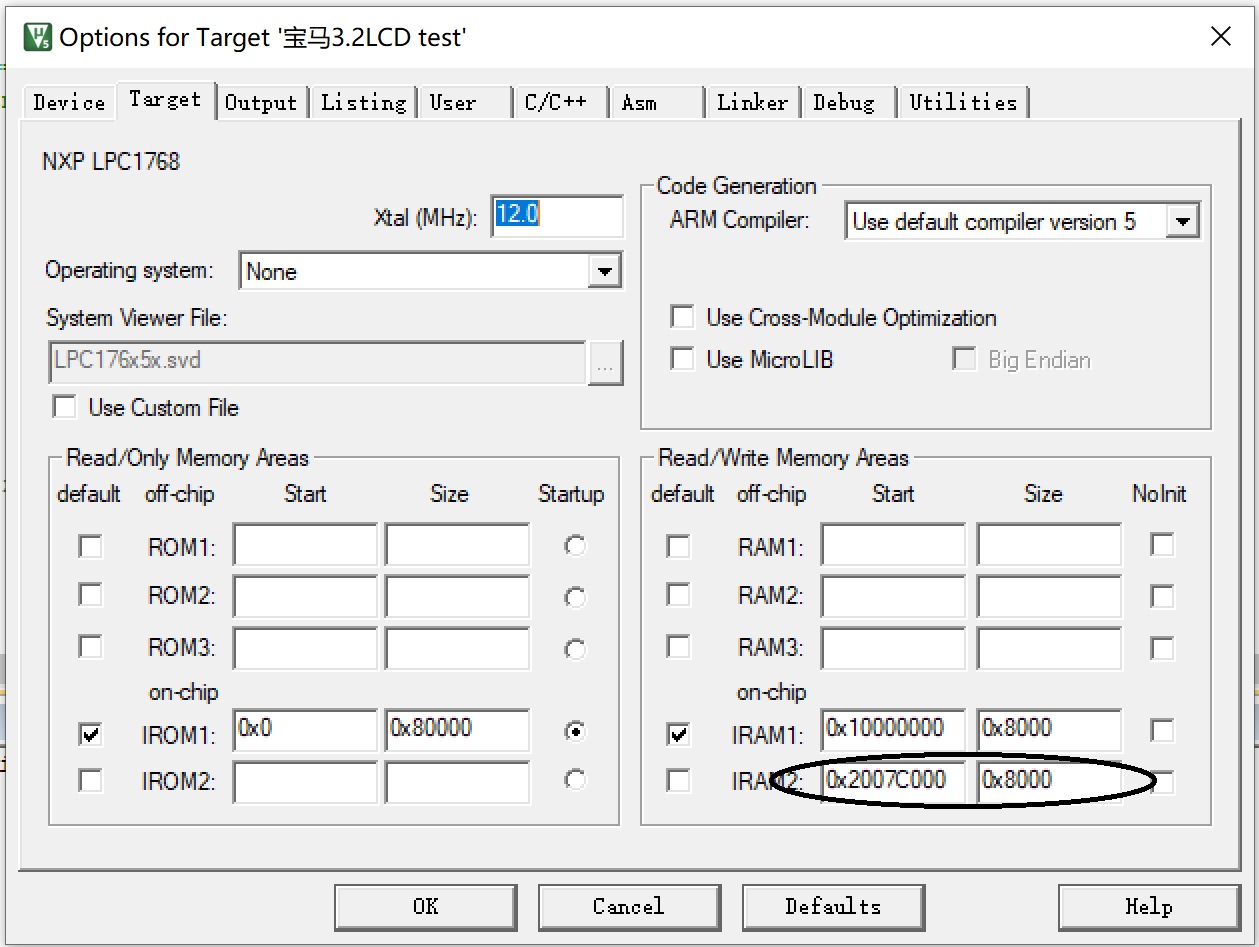 Options for Target '宝马3.2LCD test'
Device Target Output Listing User C/C++ Asm Linker Debug Utilities
NXP LPC1768
Xtal (MHz): 12.0
Operating system: None
System Viewer File:
LPC176x5x.svd ...
Use Custom File
Code Generation
ARM Compiler: Use default compiler version 5
Use Cross-Module Optimization
Use MicroLIB Big Endian
Read/Only Memory Areas
default off-chip Start Size Startup
ROM1:
ROM2:
ROM3:
on-chip
IROM1: 0x0 0x80000
IROM2:
Read/Write Memory Areas
default off-chip Start Size NoInit
RAM1:
RAM2:
RAM3:
on-chip
IRAM1: 0x10000000 0x8000
IRAM2: 0x2007C000 0x8000
OK Cancel Defaults Help